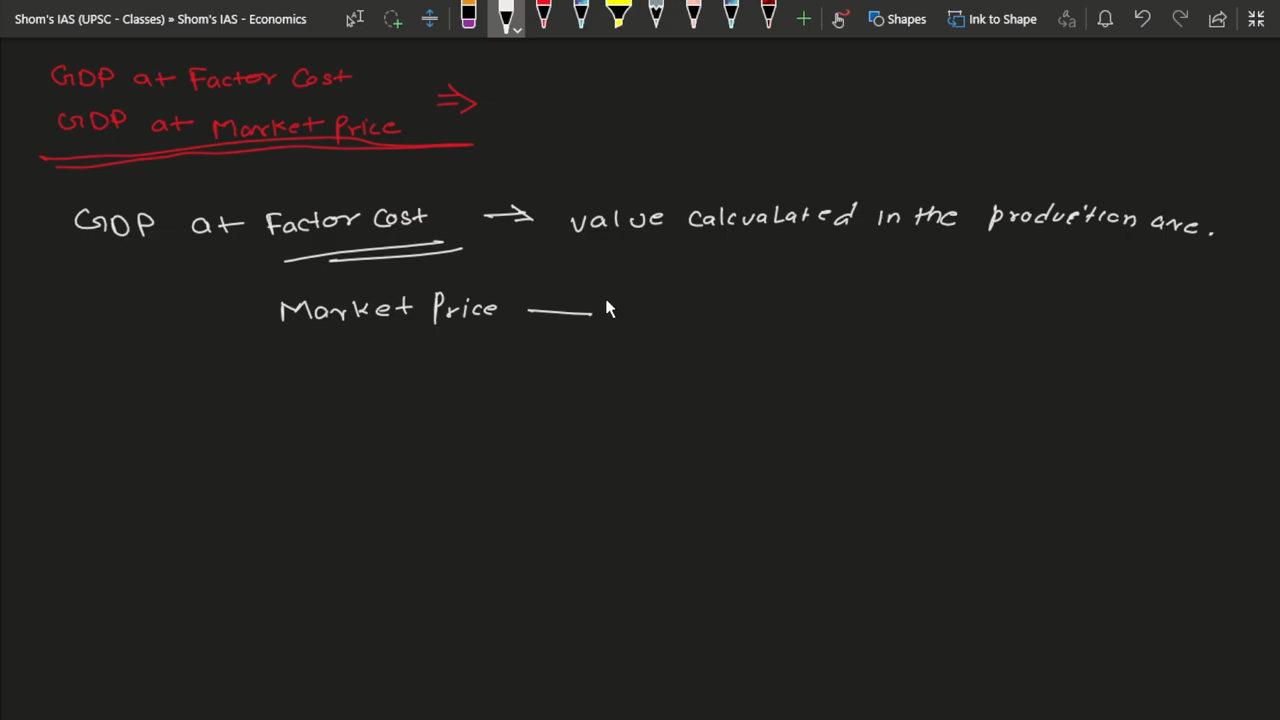 Shom's IAS (UPSC - Classes) » Shom's IAS - Economics
Shapes
Ink to Shape
GDP at Factor Cost
GDP at Market Price ⇒
GDP at Factor Cost → value calculated in the production are.
Market Price —